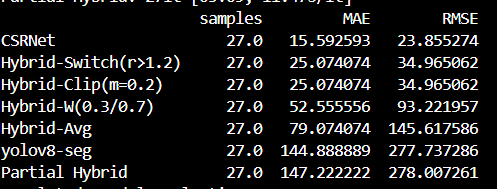 samples MAE RMSE
CSRNet 27.0 15.592593 23.855274
Hybrid-Switch(r>1.2) 27.0 25.074074 34.965062
Hybrid-Clip(m=0.2) 27.0 25.074074 34.965062
Hybrid-W(0.3/0.7) 27.0 52.555556 93.221957
Hybrid-Avg 27.0 79.074074 145.617586
yolov8-seg 27.0 144.888889 277.737286
Partial Hybrid 27.0 147.222222 278.007261